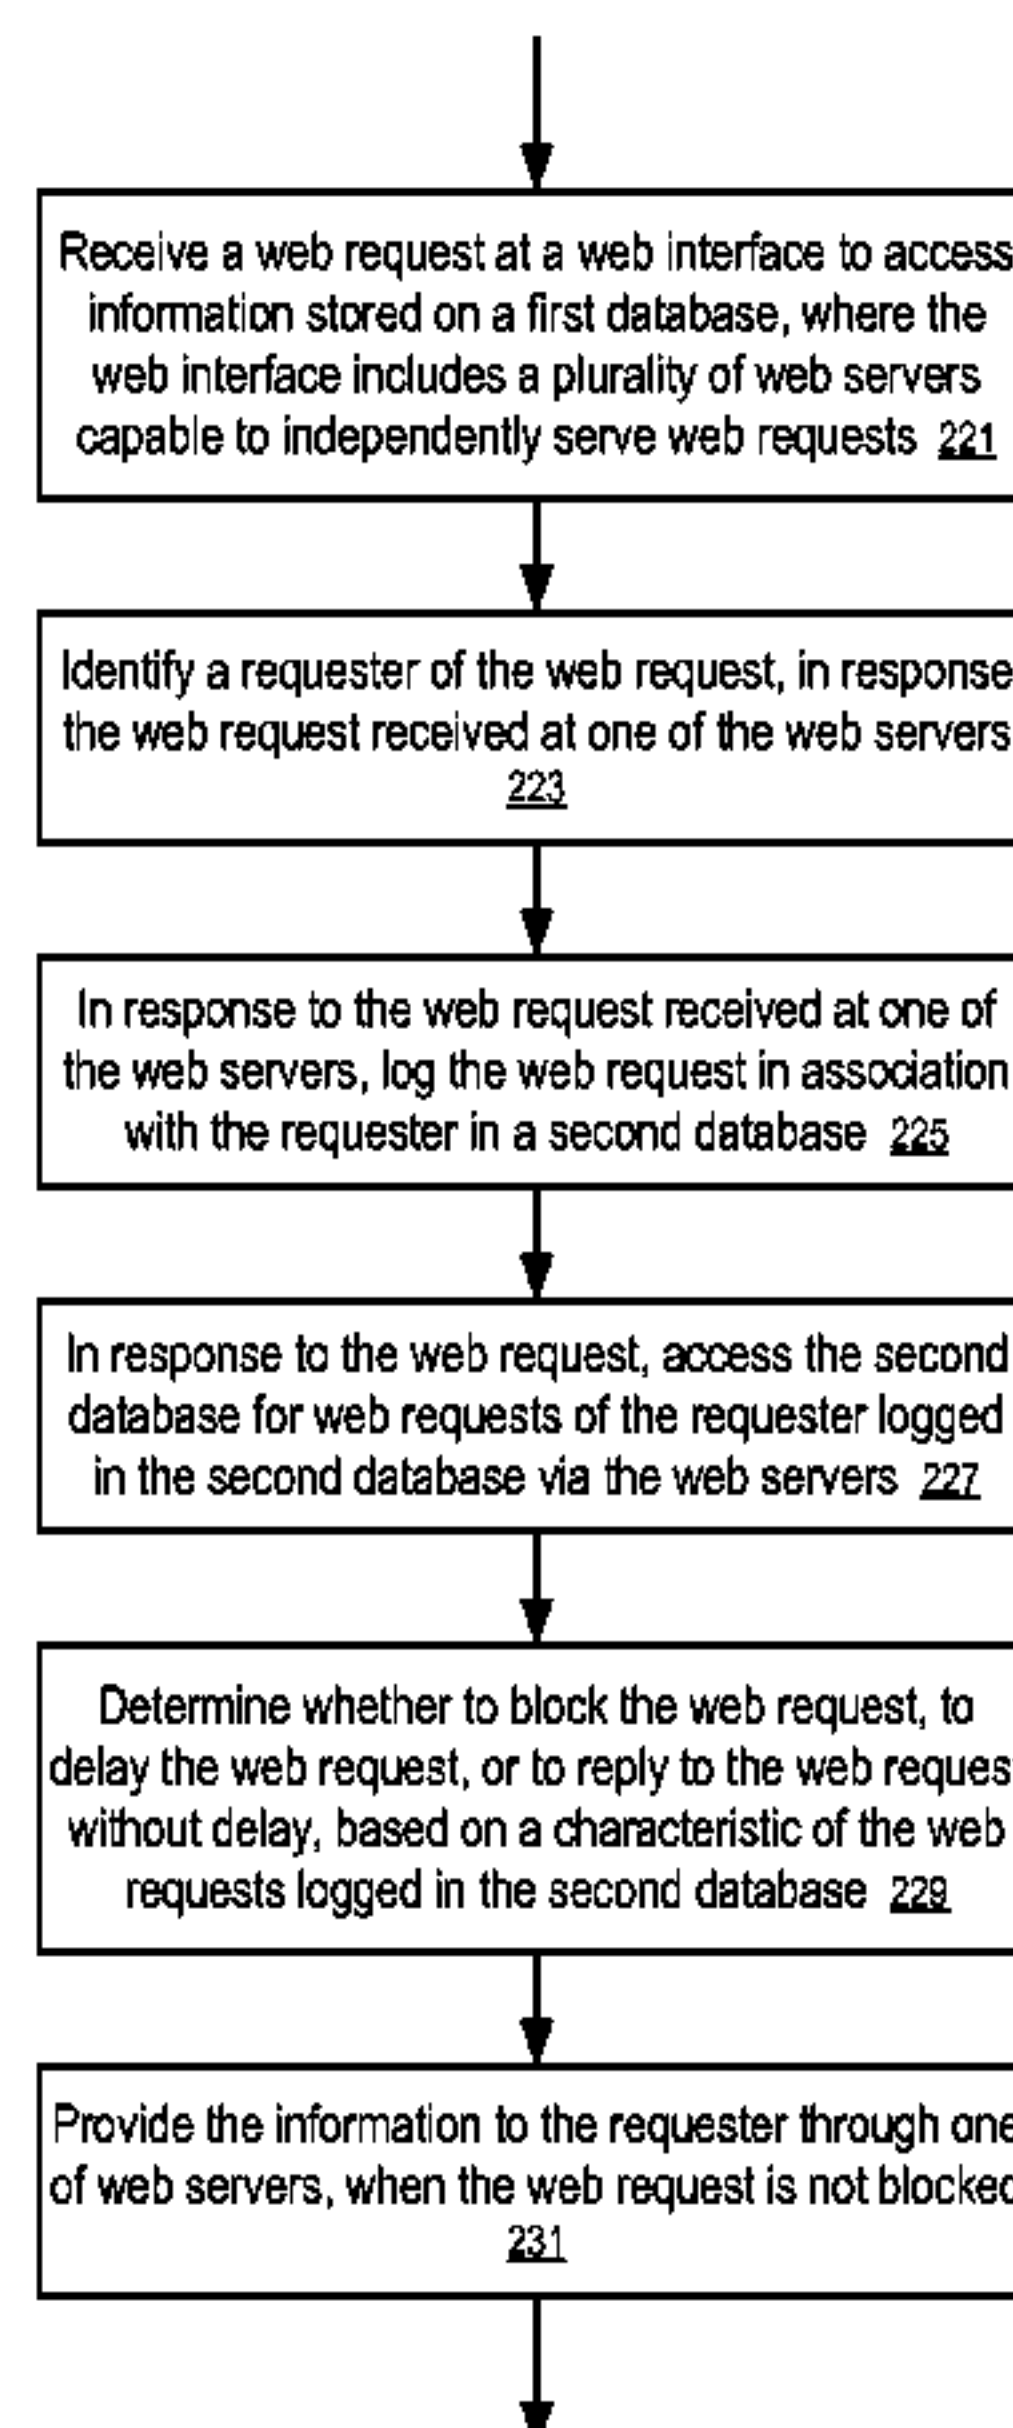 Receive a web request at a web interface to access
information stored on a first database, where the
web interface includes a plurality of web servers
capable to independently serve web requests 221
Identify a requester of the web request, in response
the web request received at one of the web servers
223
In response to the web request received at one of
the web servers, log the web request in association
with the requester in a second database 225
In response to the web request, access the second
database for web requests of the requester logged
in the second database via the web servers 227
Determine whether to block the web request, to
delay the web request, or to reply to the web request
without delay, based on a characteristic of the web
requests logged in the second database 229
Provide the information to the requester through one
of web servers, when the web request is not blocked
231